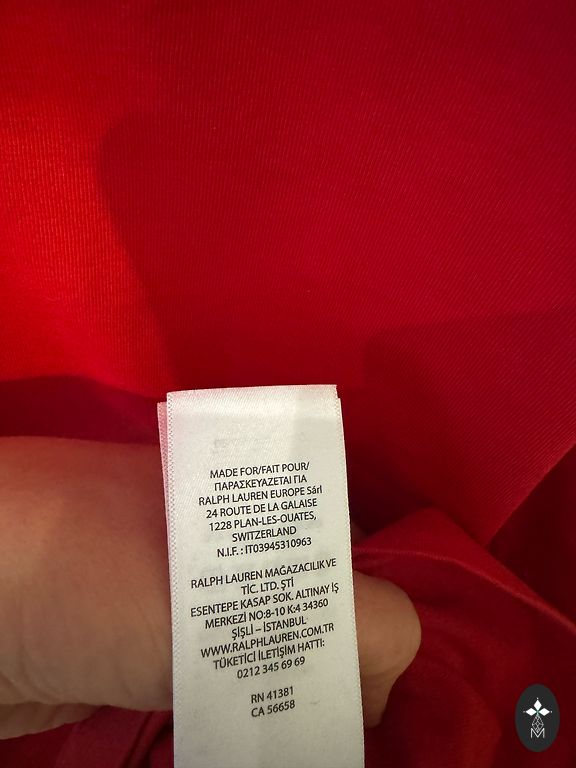 MADE FOR/FAIT POUR/
ΠΑΡΑΣΚΕΥΑΖΕΤΑΙ ΓΙΑ
RALPH LAUREN EUROPE Sárl
24 ROUTE DE LA GALAISE
1228 PLAN-LES-OUATES,
SWITZERLAND
N.I.F. : IT03945310963
RALPH LAUREN MAĞAZACILIK VE
TİC. LTD. ŞTİ
ESENTEPE KASAP SOK. ALTINAY İŞ
MERKEZİ NO:8-10 K:4 34360
ŞİŞLİ – İSTANBUL
WWW.RALPHLAUREN.COM.TR
TÜKETİCİ İLETİŞİM HATTI:
0212 345 69 69
RN 41381
CA 56658